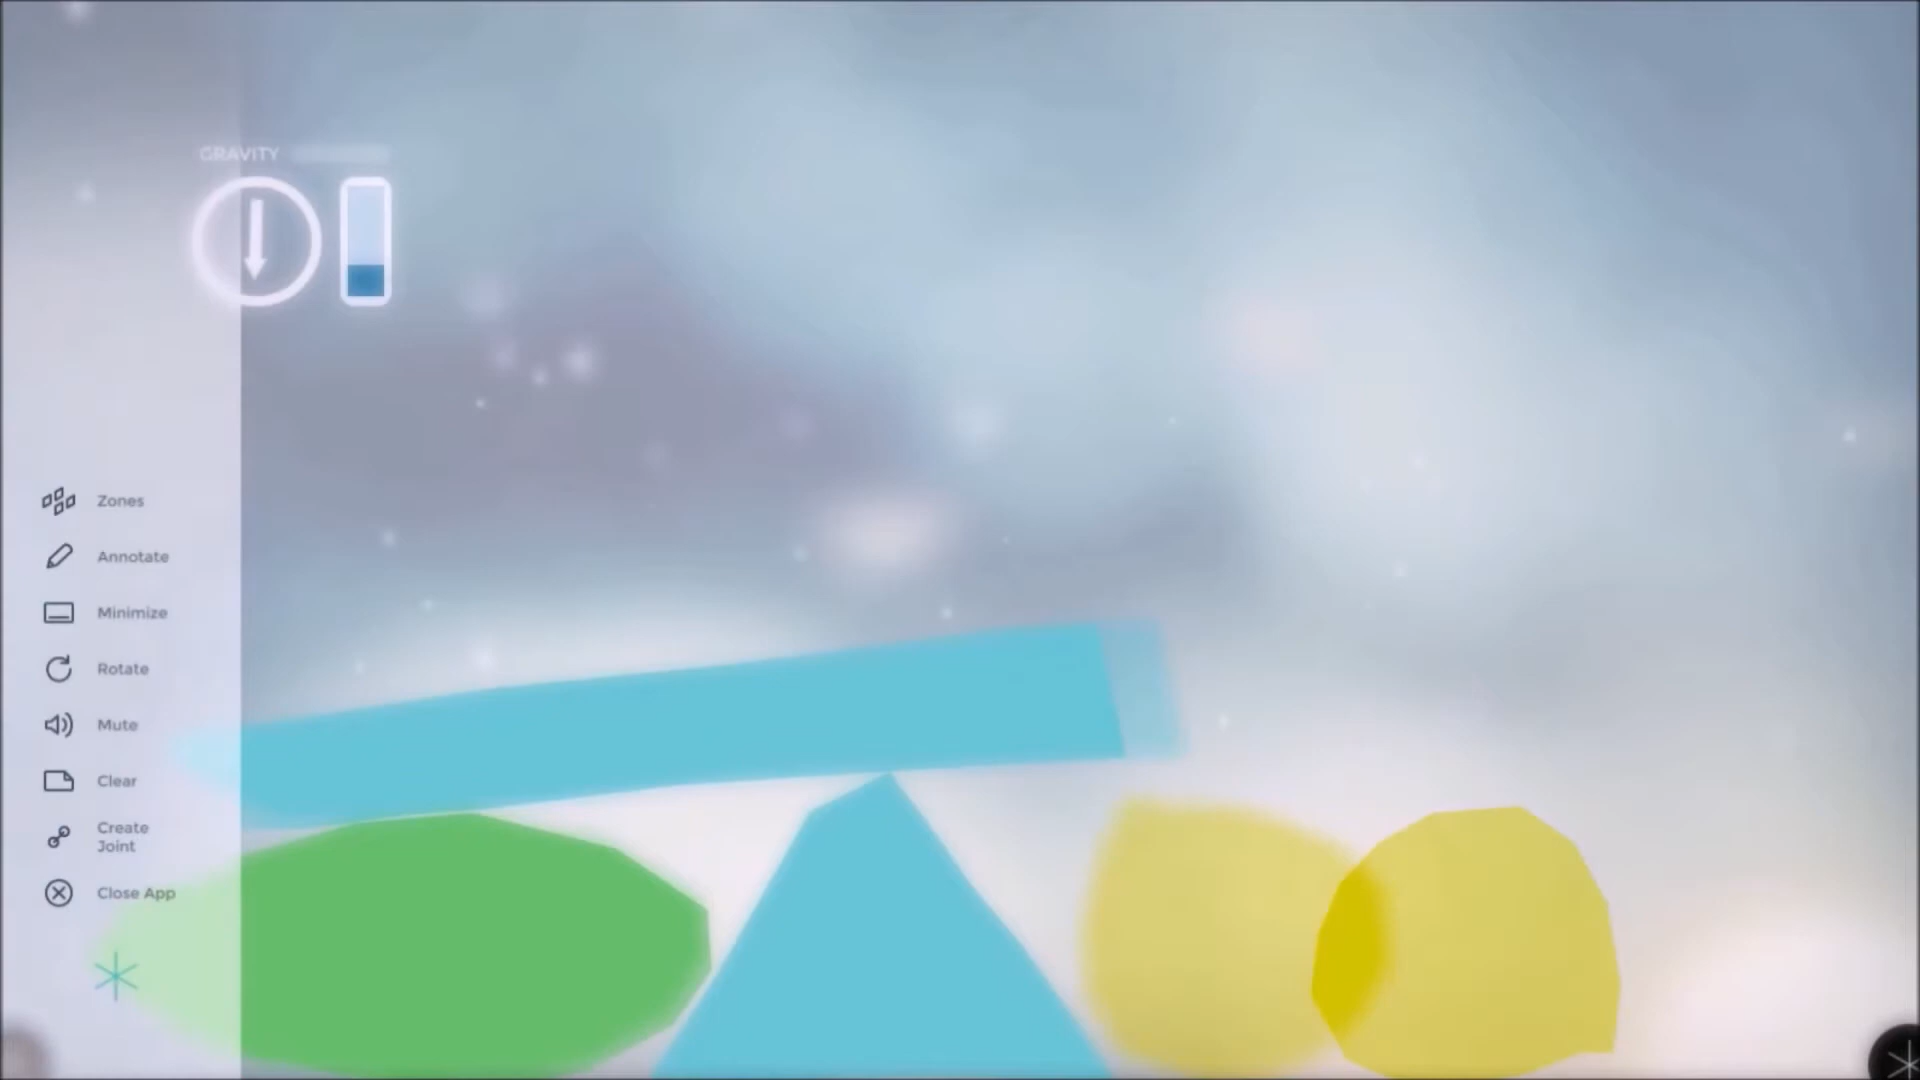 GRAVITY
Zones
Annotate
Minimize
Rotate
Mute
Clear
Create
Joint
Close App